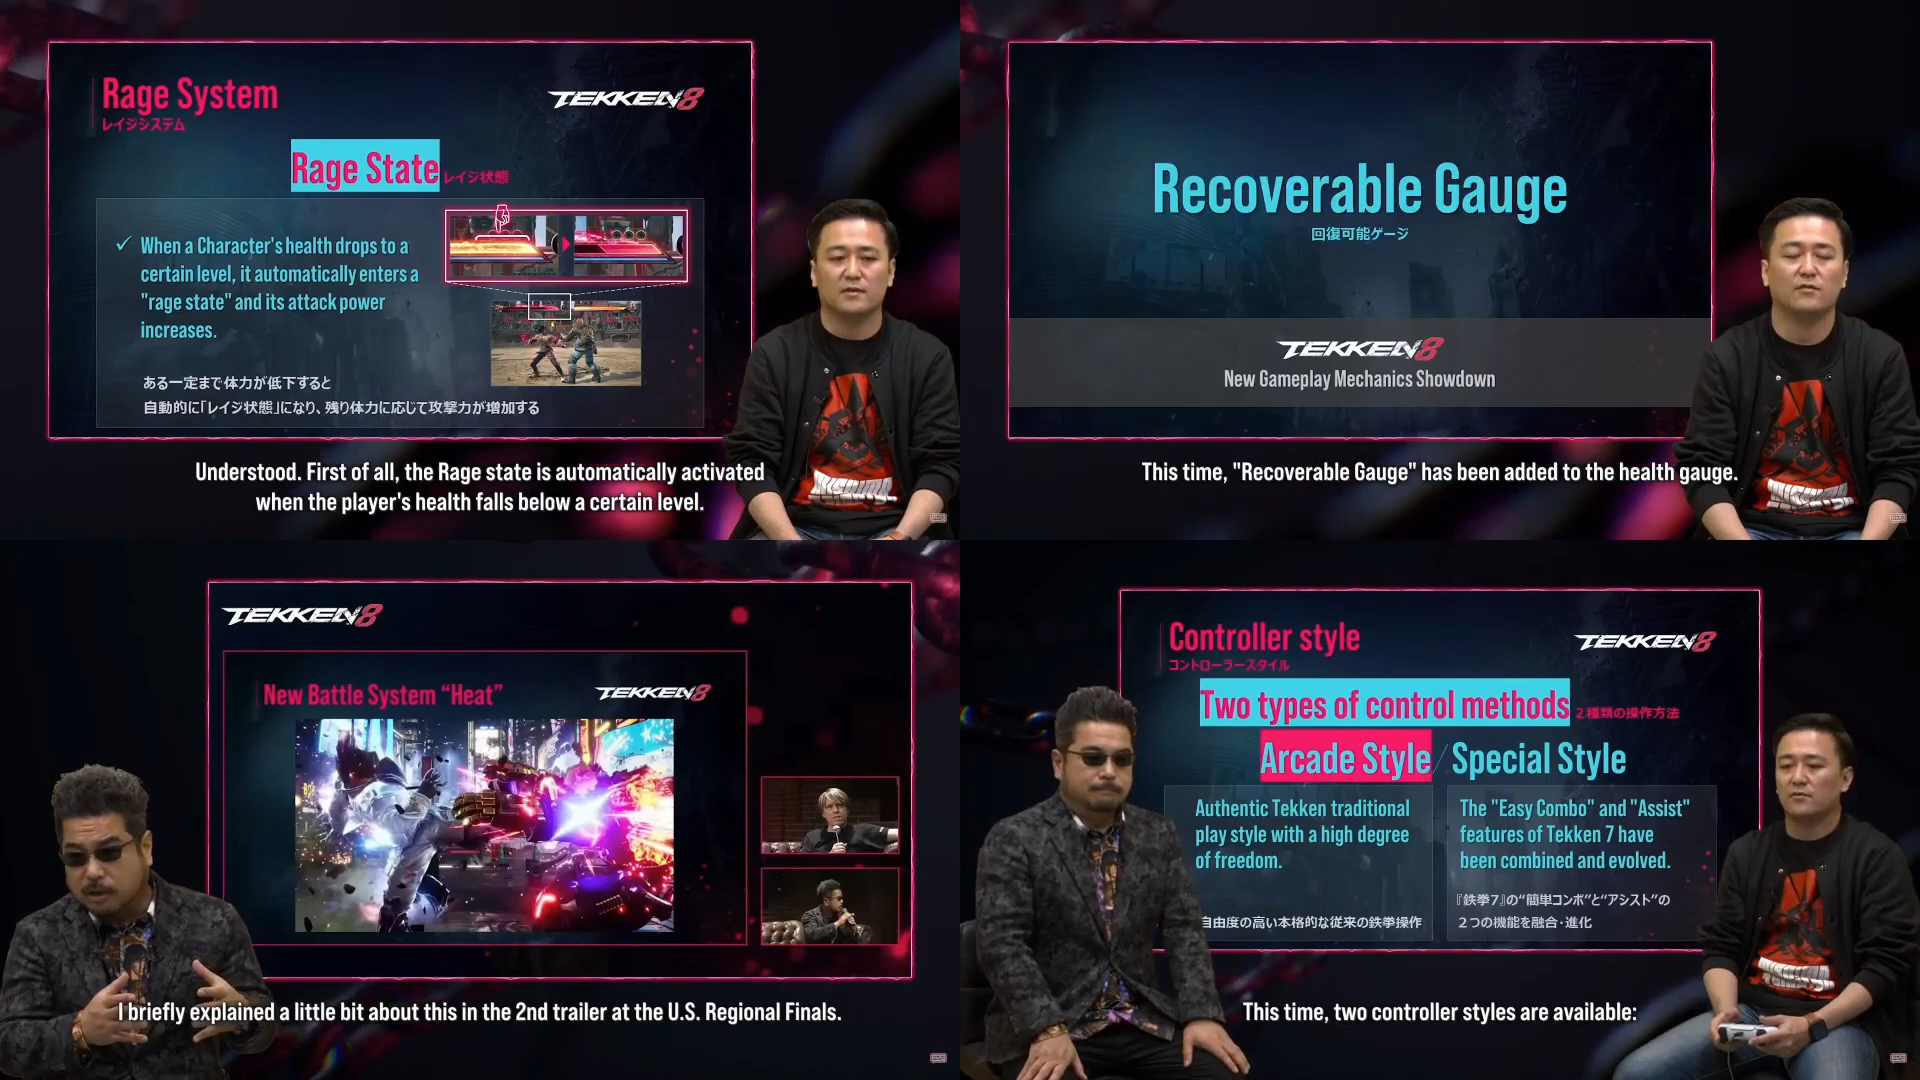 Rage System
レイジシステム
TEKKEN 8
Rage State レイジ状態
✓ When a Character's health drops to a
certain level, it automatically enters a
"rage state" and its attack power
increases.
ある一定まで体力が低下すると
自動的に「レイジ状態」になり、残り体力に応じて攻撃力が増加する
Understood. First of all, the Rage state is automatically activated
when the player's health falls below a certain level.
Recoverable Gauge
回復可能ゲージ
TEKKEN 8
New Gameplay Mechanics Showdown
This time, "Recoverable Gauge" has been added to the health gauge.
TEKKEN 8
New Battle System “Heat”
TEKKEN 8
I briefly explained a little bit about this in the 2nd trailer at the U.S. Regional Finals.
Controller style
コントローラースタイル
TEKKEN 8
Two types of control methods 2種類の操作方法
Arcade Style / Special Style
Authentic Tekken traditional
play style with a high degree
of freedom.
自由度の高い本格的な従来の鉄拳操作
The "Easy Combo" and "Assist"
features of Tekken 7 have
been combined and evolved.
『鉄拳7』の“簡単コンボ”と“アシスト”の
2つの機能を融合・進化
This time, two controller styles are available: